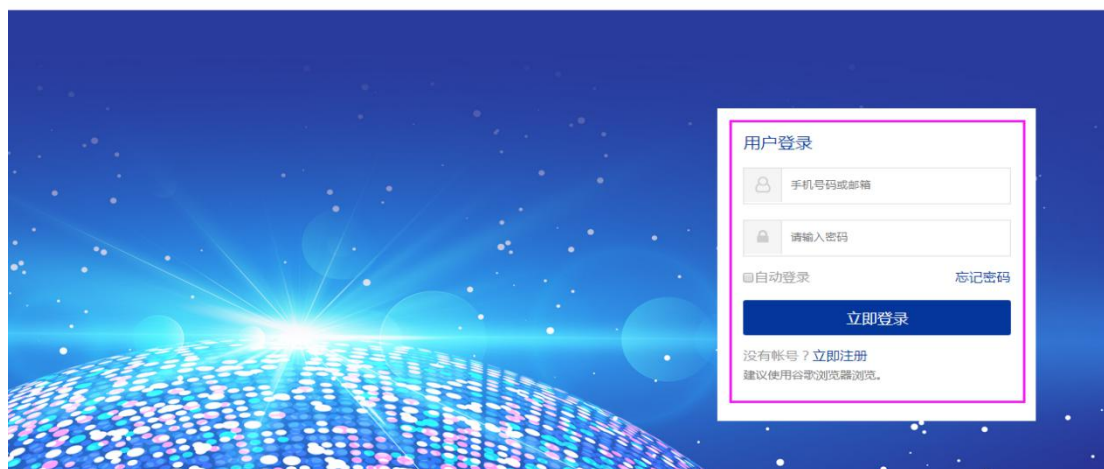 用户登录
手机号码或邮箱
请输入密码
自动登录 忘记密码
立即登录
没有帐号？立即注册
建议使用谷歌浏览器浏览。